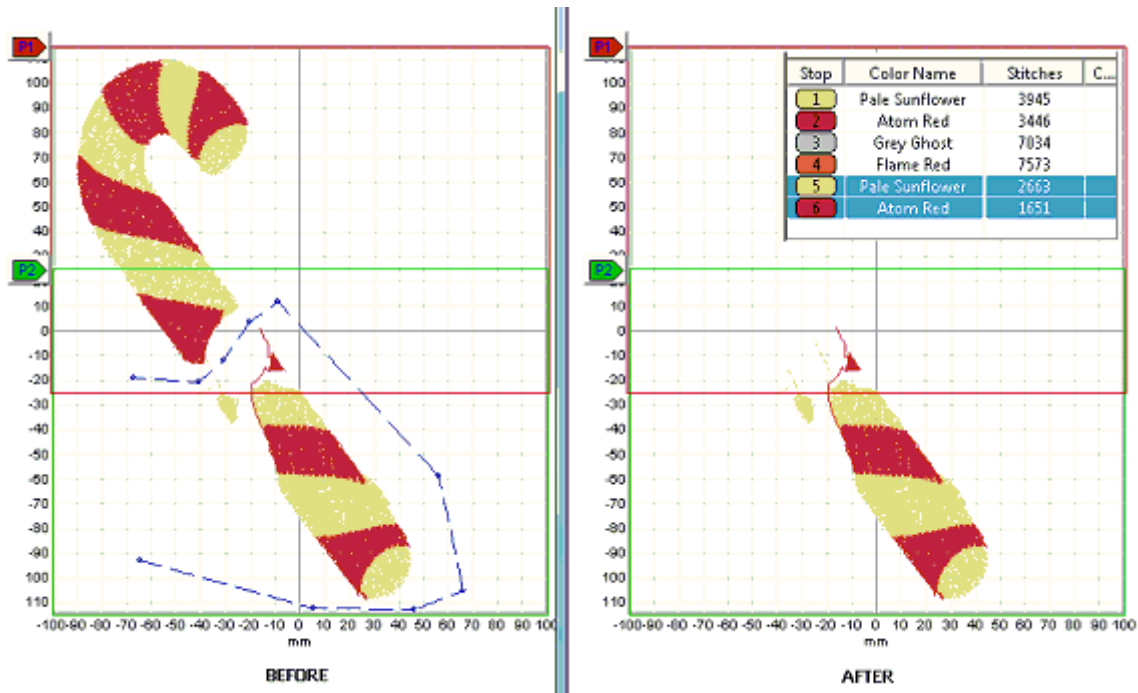 P1
100
90
80
70
60
50
40
30
P2
20
10
0
-10
-20
-30
-40
-50
-60
-70
-80
-90
100
110
-100-90 -80 -70 -60 -50 -40 -30 -20 -10 0 10 20 30 40 50 60 70 80 90 100
mm
BEFORE
P1
100
90
80
70
60
50
40
30
P2
20
10
0
-10
-20
-30
-40
-50
-60
-70
-80
-90
100
110
-100-90 -80 -70 -60 -50 -40 -30 -20 -10 0 10 20 30 40 50 60 70 80 90 100
mm
AFTER
Stop Color Name Stitches C...
1 Pale Sunflower 3945
2 Atom Red 3446
3 Grey Ghost 7034
4 Flame Red 7573
5 Pale Sunflower 2663
6 Atom Red 1651